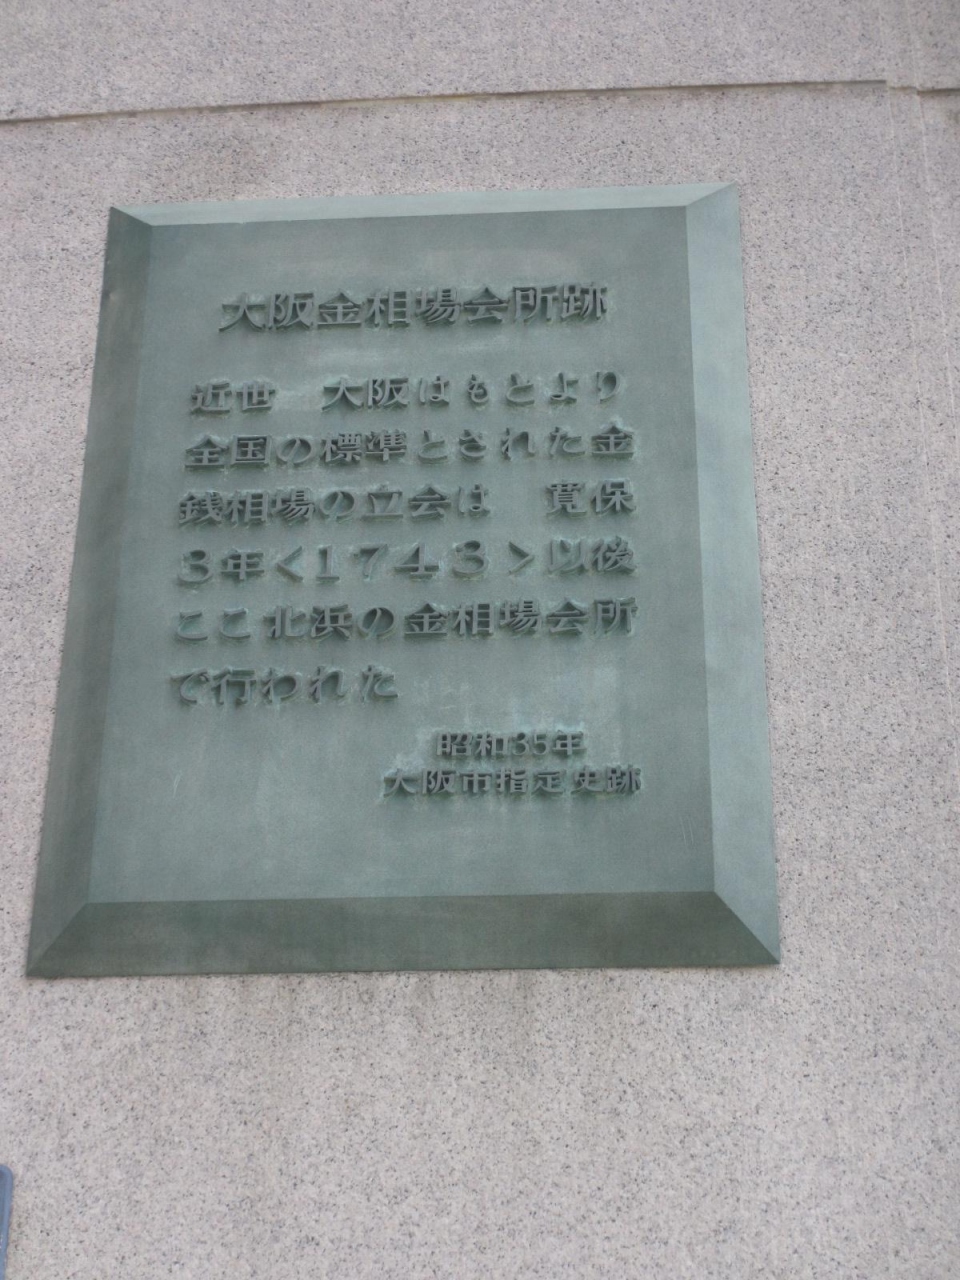 大阪金相場会所跡
近世　大阪はもとより
全国の標準とされた金
銭相場の立会は　寛保
3年<1743>以後
ここ北浜の金相場会所
で行われた
昭和35年
大阪市指定史跡